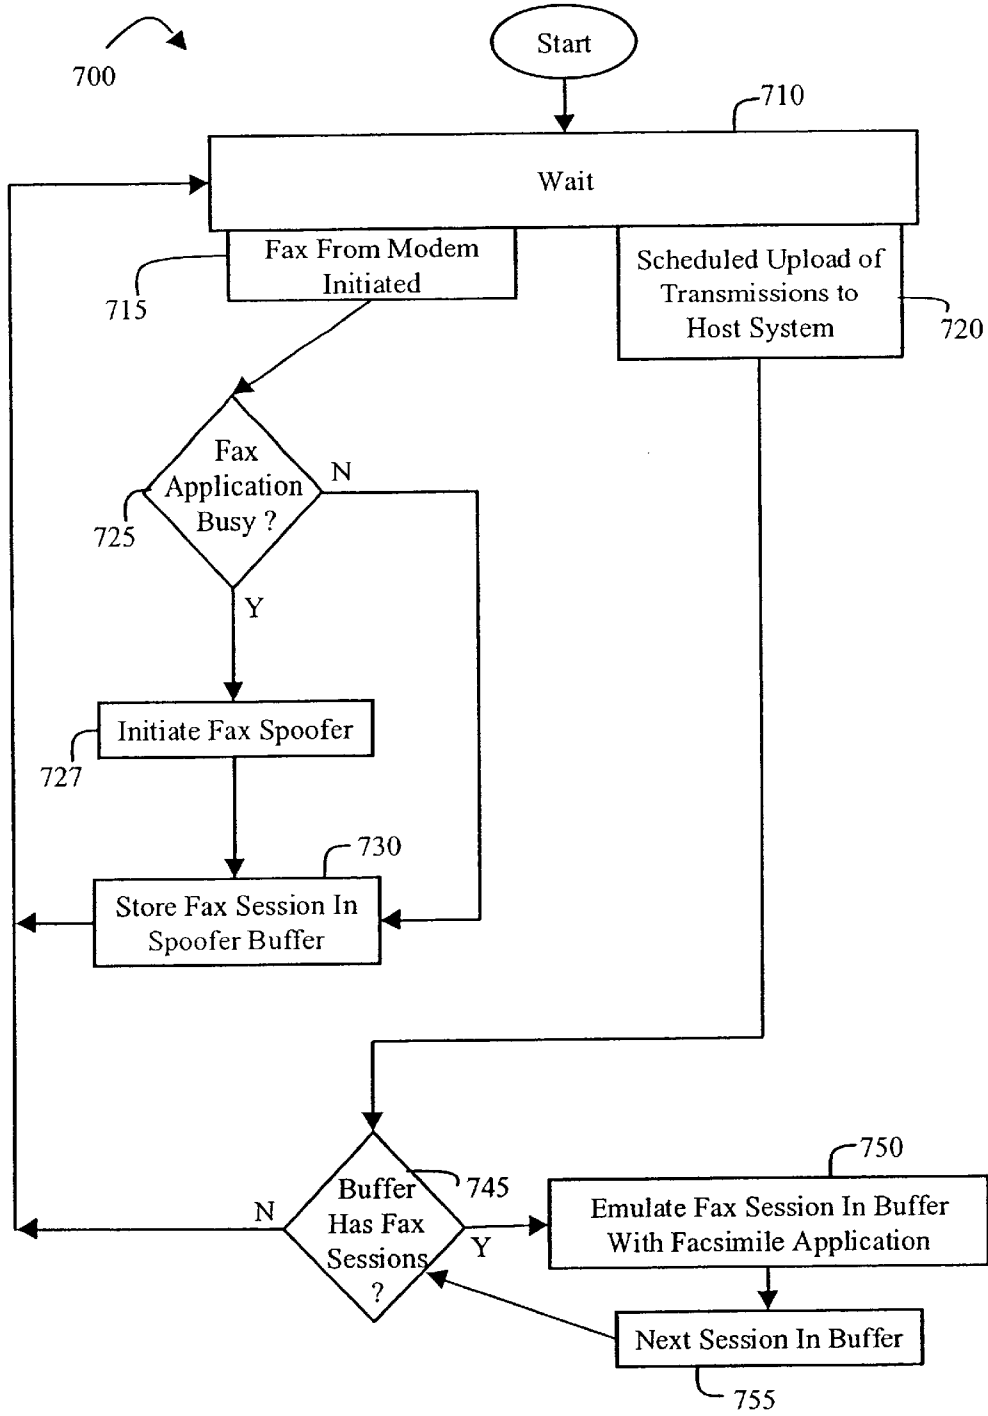 Start
700
710
Wait
Fax From Modem
Initiated
715
Scheduled Upload of
Transmissions to
Host System
720
Fax
Application
Busy ?
N
725
Y
Initiate Fax Spoofer
727
730
Store Fax Session In
Spoofer Buffer
750
745
Buffer
Has Fax
Sessions
?
N
Y
Emulate Fax Session In Buffer
With Facsimile Application
Next Session In Buffer
755